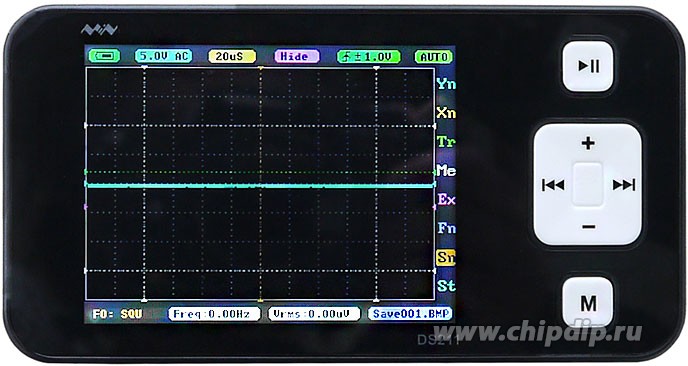 5.0V AC 20uS Hide ±1.0V AUTO
Yn
Xn
Tr
Me
Ex
Fn
Sn
St
FO: SQU Freq:0.00Hz Vrms:0.00uV Save001.BMP
DS211
+
−
M
www.chipdip.ru